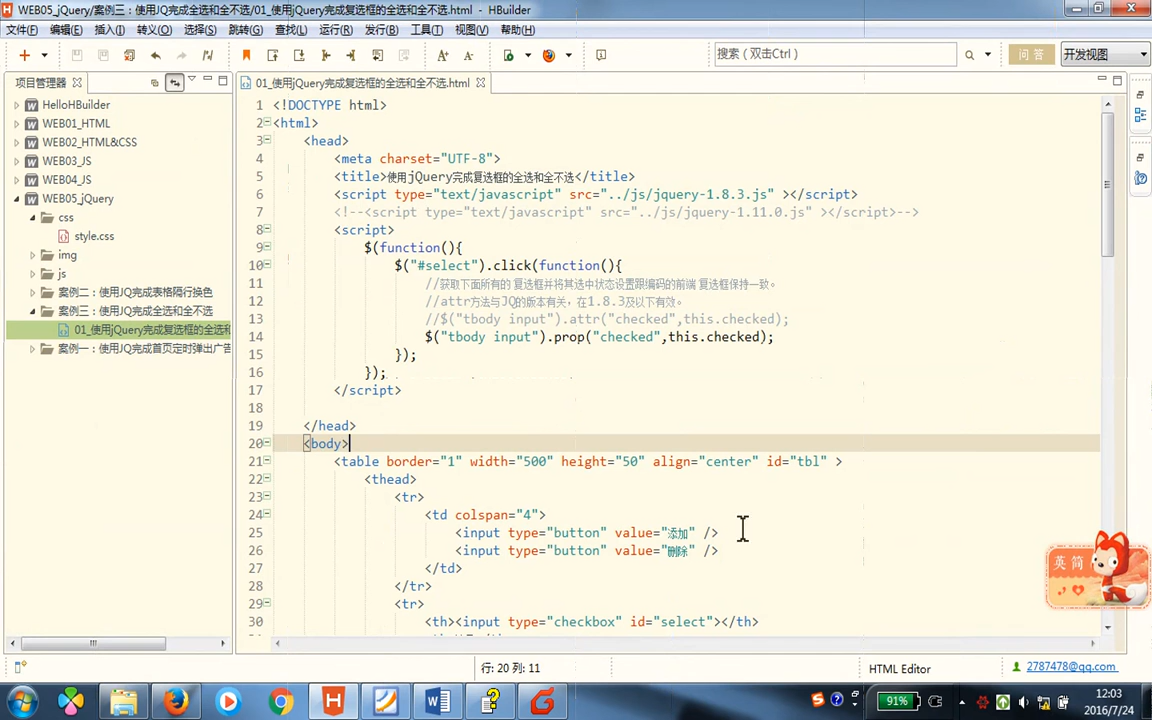 WEB05_jQuery/案例三：使用JQ完成全选和全不选/01_使用jQuery完成复选框的全选和全不选.html - HBuilder
文件(F) 编辑(E) 插入(I) 转义(O) 选择(S) 跳转(G) 查找(L) 运行(R) 发行(B) 工具(T) 视图(V) 帮助(H)
搜索（双击Ctrl） 问 答 开发视图
项目管理器
01_使用jQuery完成复选框的全选和全不选.html
HelloHBuilder
WEB01_HTML
WEB02_HTML&CSS
WEB03_JS
WEB04_JS
WEB05_jQuery
css
style.css
img
js
案例二：使用JQ完成表格隔行换色
案例三：使用JQ完成全选和全不选
01_使用jQuery完成复选框的全选和
案例一：使用JQ完成首页定时弹出广告
1 <!DOCTYPE html>
2 <html>
3 <head>
4 <meta charset="UTF-8">
5 <title>使用jQuery完成复选框的全选和全不选</title>
6 <script type="text/javascript" src="../js/jquery-1.8.3.js" ></script>
7 <!--<script type="text/javascript" src="../js/jquery-1.11.0.js" ></script>-->
8 <script>
9 $(function(){
10 $("#select").click(function(){
11 //获取下面所有的 复选框并将其选中状态设置跟编码的前端 复选框保持一致。
12 //attr方法与JQ的版本有关，在1.8.3及以下有效。
13 //$("tbody input").attr("checked",this.checked);
14 $("tbody input").prop("checked",this.checked);
15 });
16 });
17 </script>
18
19 </head>
20 <body>
21 <table border="1" width="500" height="50" align="center" id="tbl" >
22 <thead>
23 <tr>
24 <td colspan="4">
25 <input type="button" value="添加" />
26 <input type="button" value="删除" />
27 </td>
28 </tr>
29 <tr>
30 <th><input type="checkbox" id="select"></th>
英 简
行: 20 列: 11
HTML Editor
2787478@qq.com
91%
12:03
2016/7/24